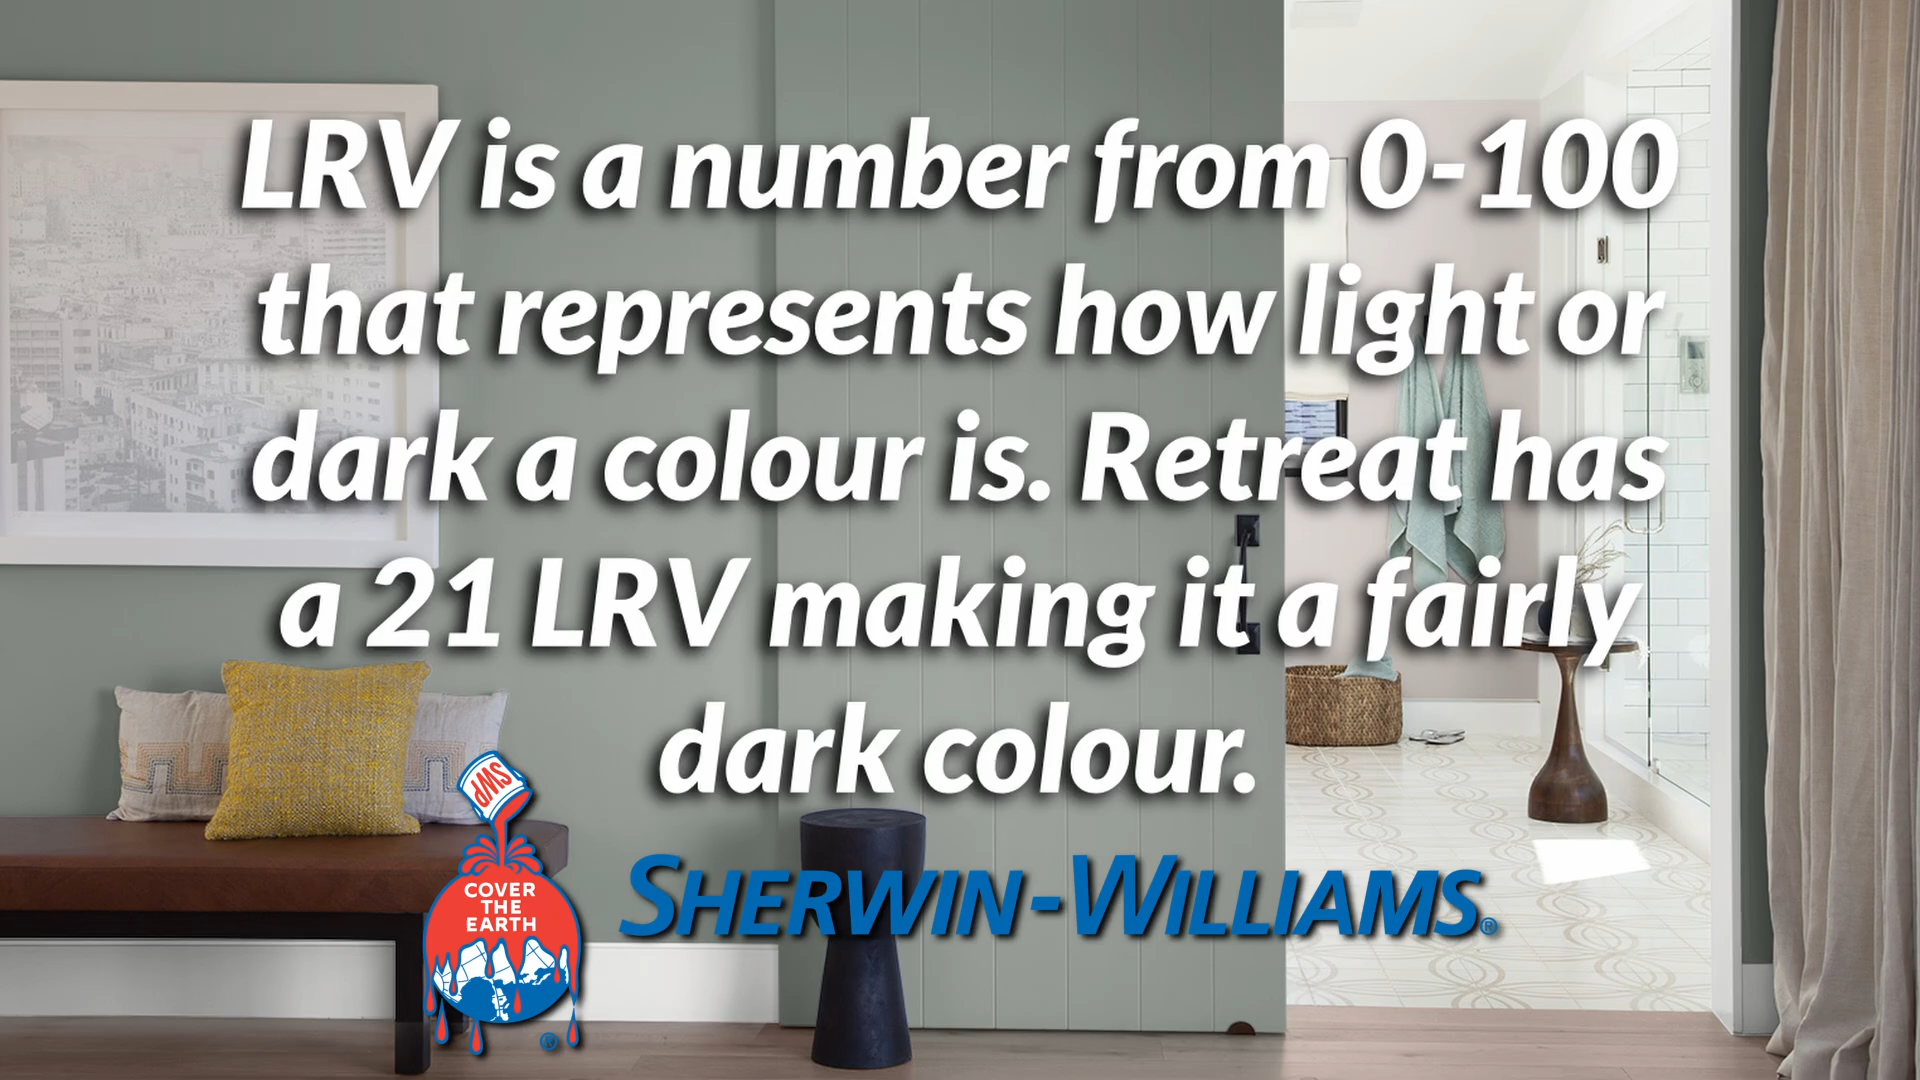 LRV is a number from 0-100
that represents how light or
dark a colour is. Retreat has
a 21 LRV making it a fairly
dark colour.
SWP
COVER
THE
EARTH
®
SHERWIN-WILLIAMS®